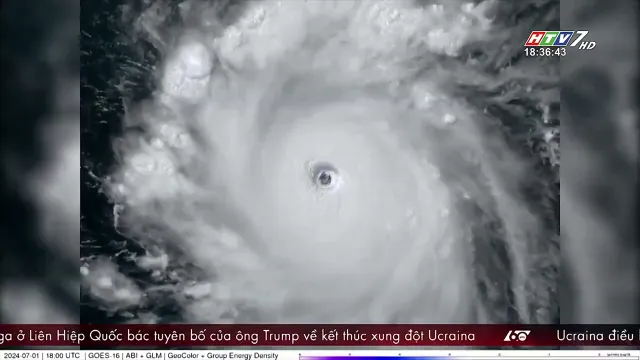 HTV7 HD
18:36:43
ga ở Liên Hiệp Quốc bác tuyên bố của ông Trump về kết thúc xung đột Ucraina 60 Ucraina điều
2024-07-01 | 18:00 UTC | GOES-16 | ABI + GLM | GeoColor + Group Energy Density